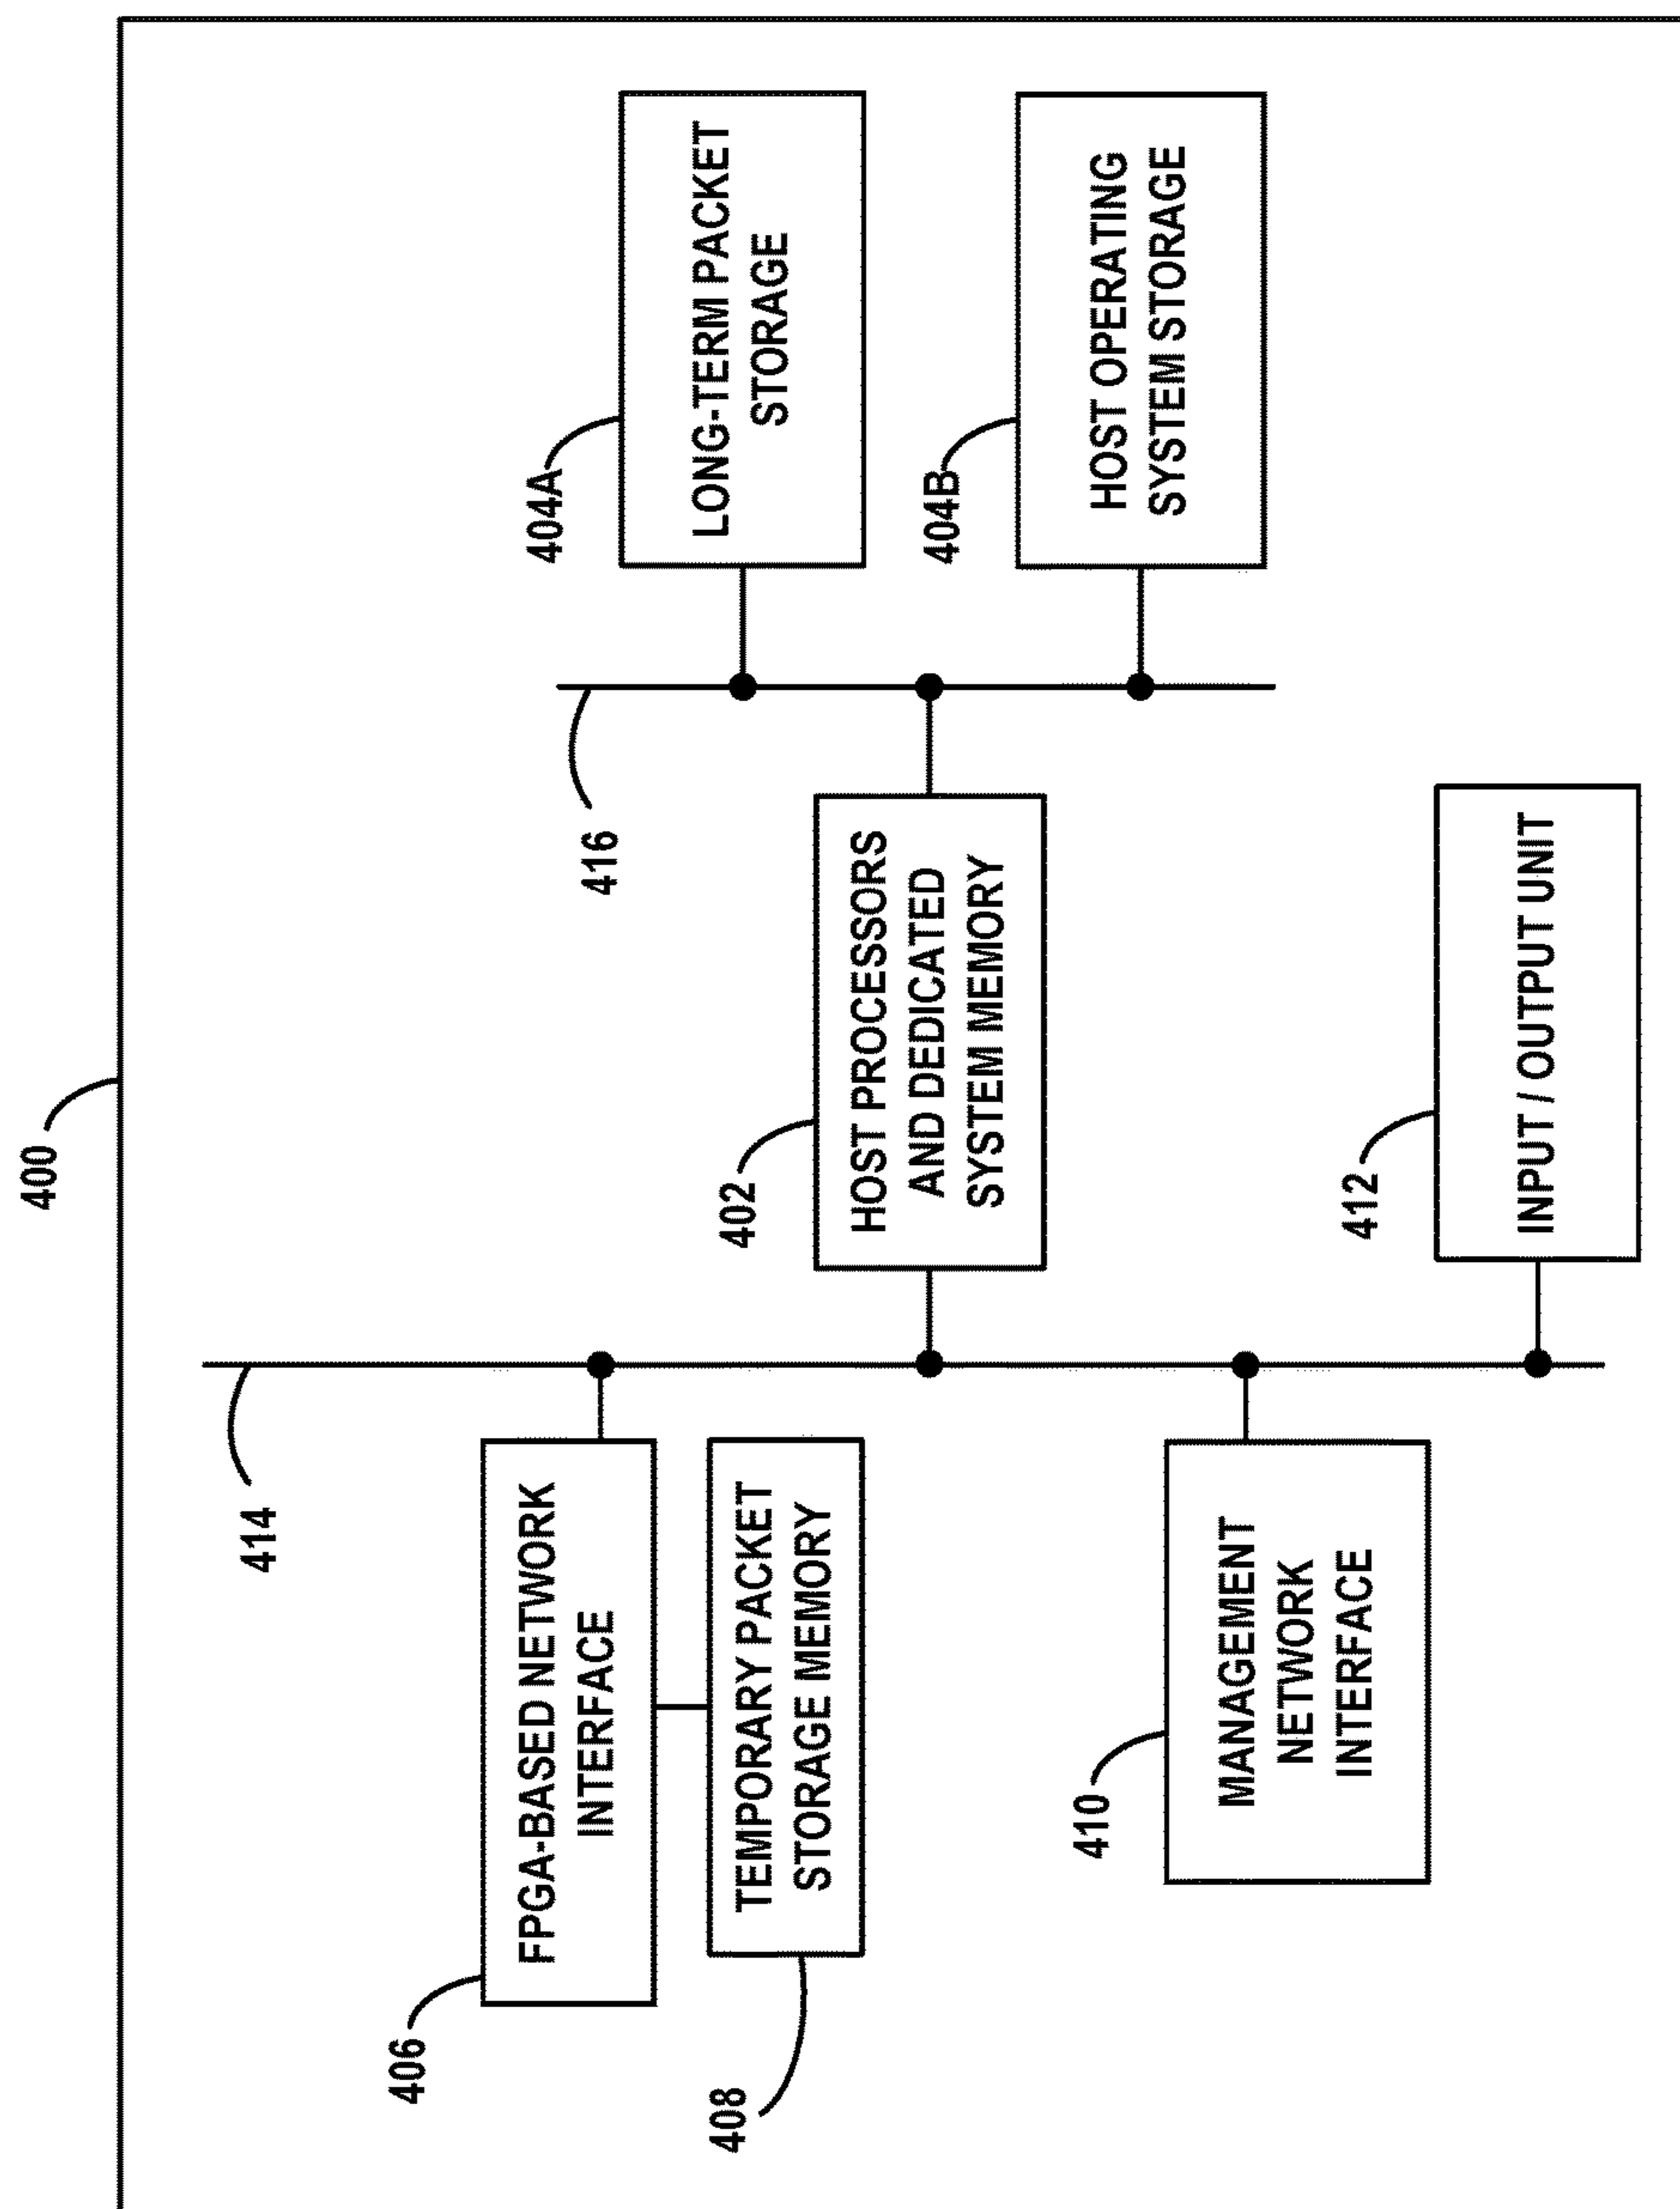 400
414
416
406
FPGA-BASED NETWORK
INTERFACE
404A
LONG-TERM PACKET
STORAGE
408
TEMPORARY PACKET
STORAGE MEMORY
402
HOST PROCESSORS
AND DEDICATED
SYSTEM MEMORY
404B
HOST OPERATING
SYSTEM STORAGE
410
MANAGEMENT
NETWORK
INTERFACE
412
INPUT / OUTPUT UNIT